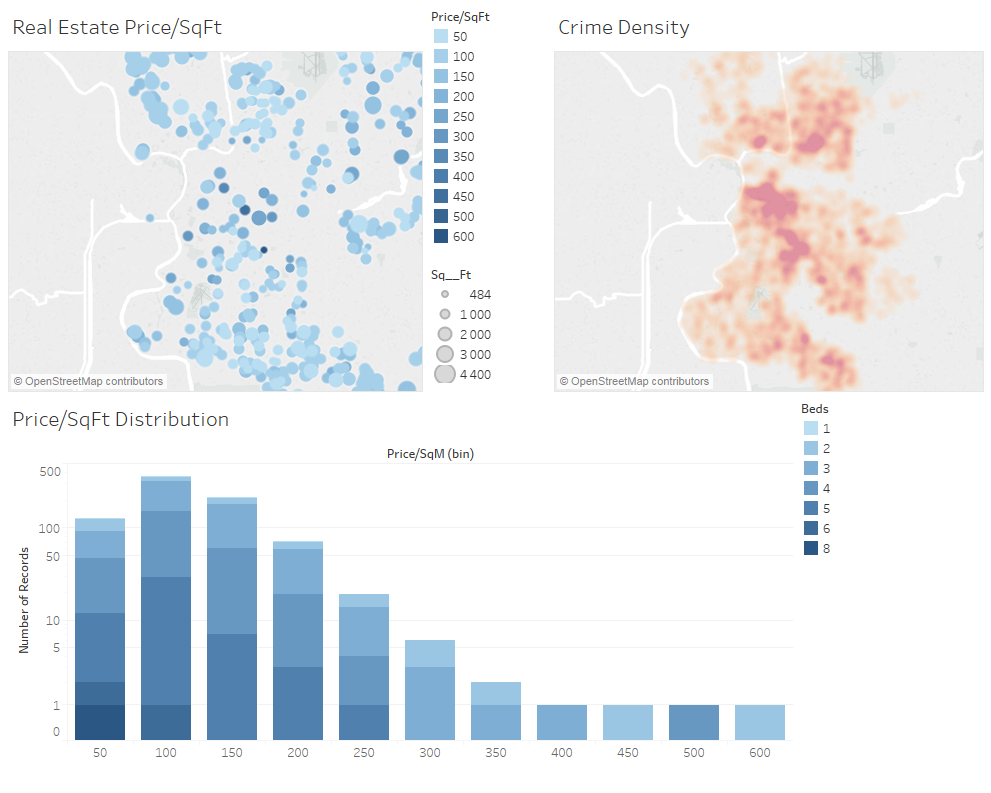 Real Estate Price/SqFt
Price/SqFt
50
100
150
200
250
300
350
400
450
500
600
Sq__Ft
484
1 000
2 000
3 000
4 400
© OpenStreetMap contributors
Crime Density
© OpenStreetMap contributors
Price/SqFt Distribution
Price/SqM (bin)
Number of Records
500
100
50
10
5
1
0
50 100 150 200 250 300 350 400 450 500 600
Beds
1
2
3
4
5
6
8